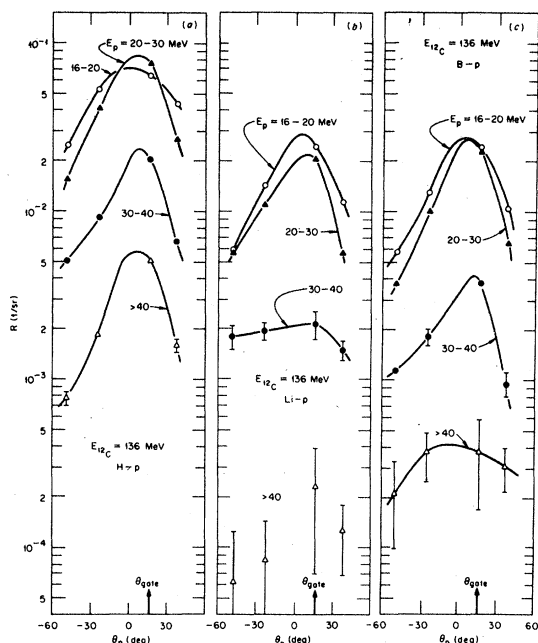 (a)
E_p = 20-30 MeV
16-20
30-40
>40
E_12C = 136 MeV
H-p
(b)
E_p = 16-20 MeV
20-30
30-40
E_12C = 136 MeV
Li-p
>40
(c)
E_12C = 136 MeV
B-p
E_p = 16-20 MeV
20-30
30-40
>40
R (1/sr)
10^-1
5
2
10^-2
5
2
10^-3
5
2
10^-4
5
θ_gate
θ_gate
θ_gate
-60 -30 0 30 60
-60 -30 0 30 60
-60 -30 0 30 60
θ_p (deg)
θ_p (deg)
θ_p (deg)